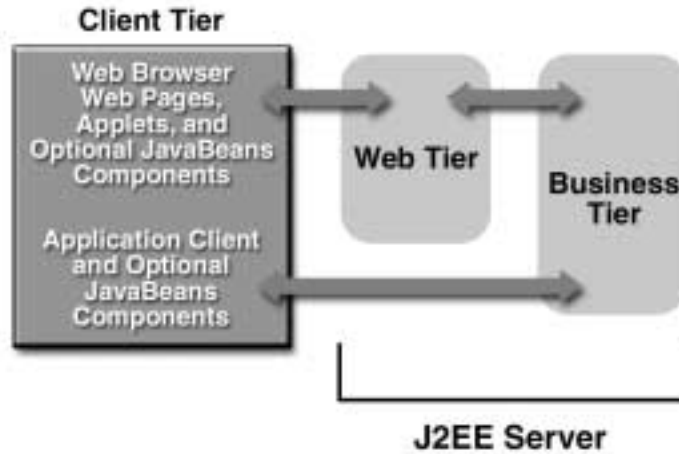 Client Tier
Web Browser
Web Pages,
Applets, and
Optional JavaBeans
Components
Application Client
and Optional
JavaBeans
Components
Web Tier
Business
Tier
J2EE Server